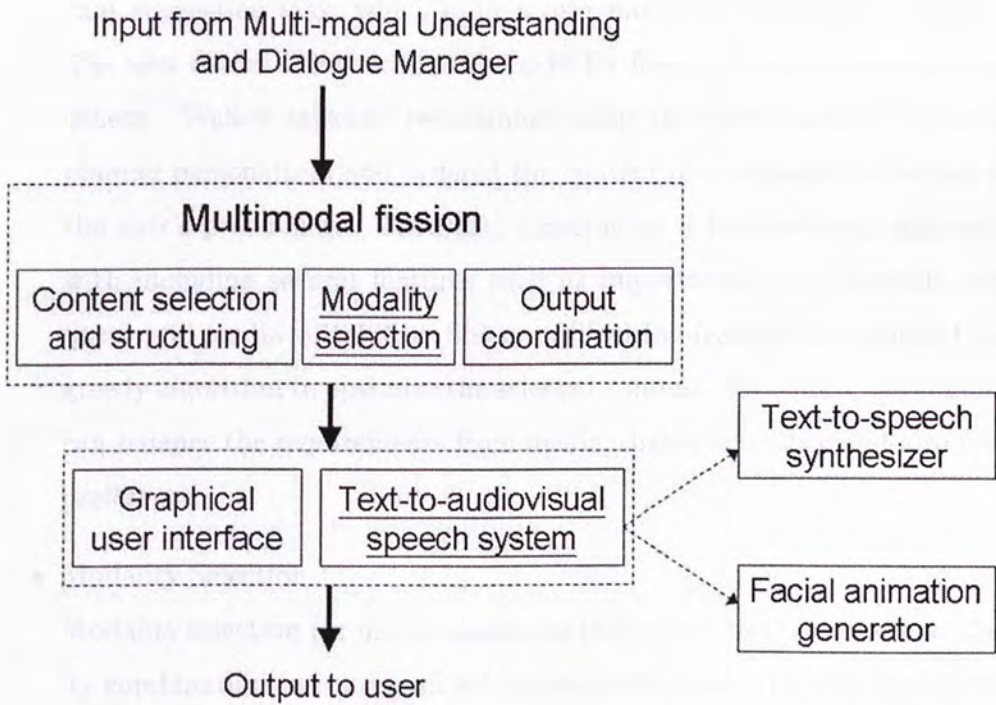 Input from Multi-modal Understanding
and Dialogue Manager
Multimodal fission
Content selection
and structuring
Modality
selection
Output
coordination
Graphical
user interface
Text-to-audiovisual
speech system
Text-to-speech
synthesizer
Facial animation
generator
Output to user